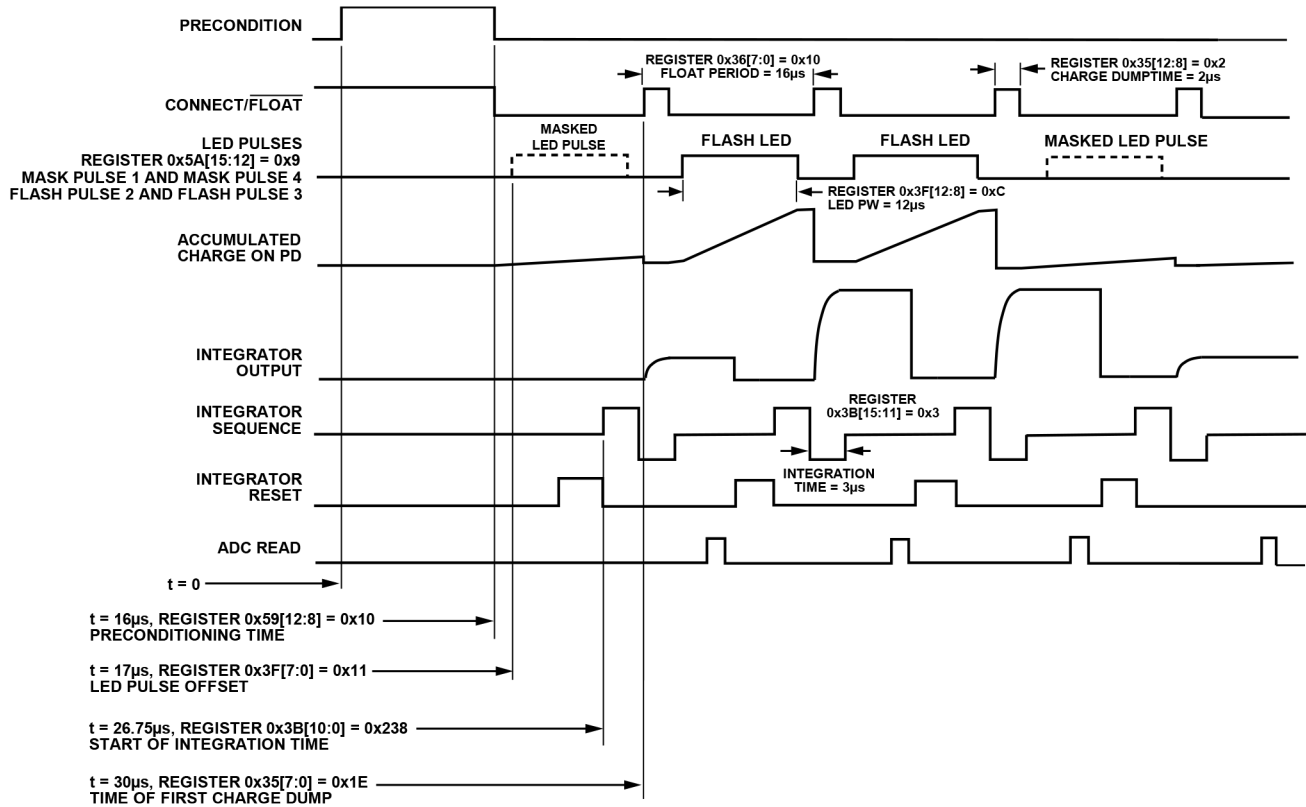 PRECONDITION
REGISTER 0x36[7:0] = 0x10
FLOAT PERIOD = 16µs
REGISTER 0x35[12:8] = 0x2
CHARGE DUMPTIME = 2µs
CONNECT/FLOAT
LED PULSES
REGISTER 0x5A[15:12] = 0x9
MASK PULSE 1 AND MASK PULSE 4
FLASH PULSE 2 AND FLASH PULSE 3
MASKED
LED PULSE
FLASH LED
FLASH LED
MASKED LED PULSE
REGISTER 0x3F[12:8] = 0xC
LED PW = 12µs
ACCUMULATED
CHARGE ON PD
INTEGRATOR
OUTPUT
INTEGRATOR
SEQUENCE
REGISTER
0x3B[15:11] = 0x3
INTEGRATION
TIME = 3µs
INTEGRATOR
RESET
ADC READ
t = 0
t = 16µs, REGISTER 0x59[12:8] = 0x10
PRECONDITIONING TIME
t = 17µs, REGISTER 0x3F[7:0] = 0x11
LED PULSE OFFSET
t = 26.75µs, REGISTER 0x3B[10:0] = 0x238
START OF INTEGRATION TIME
t = 30µs, REGISTER 0x35[7:0] = 0x1E
TIME OF FIRST CHARGE DUMP